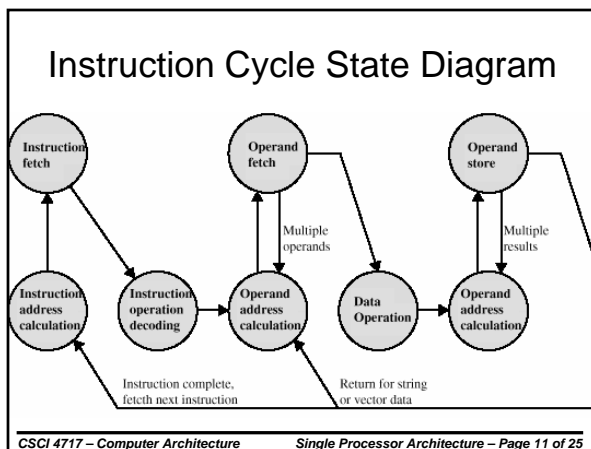 Instruction Cycle State Diagram
Instruction
fetch
Operand
fetch
Operand
store
Multiple
operands
Multiple
results
Instruction
address
calculation
Instruction
operation
decoding
Operand
address
calculation
Data
Operation
Operand
address
calculation
Instruction complete,
fetcth next instruction
Return for string
or vector data
CSCI 4717 – Computer Architecture
Single Processor Architecture – Page 11 of 25